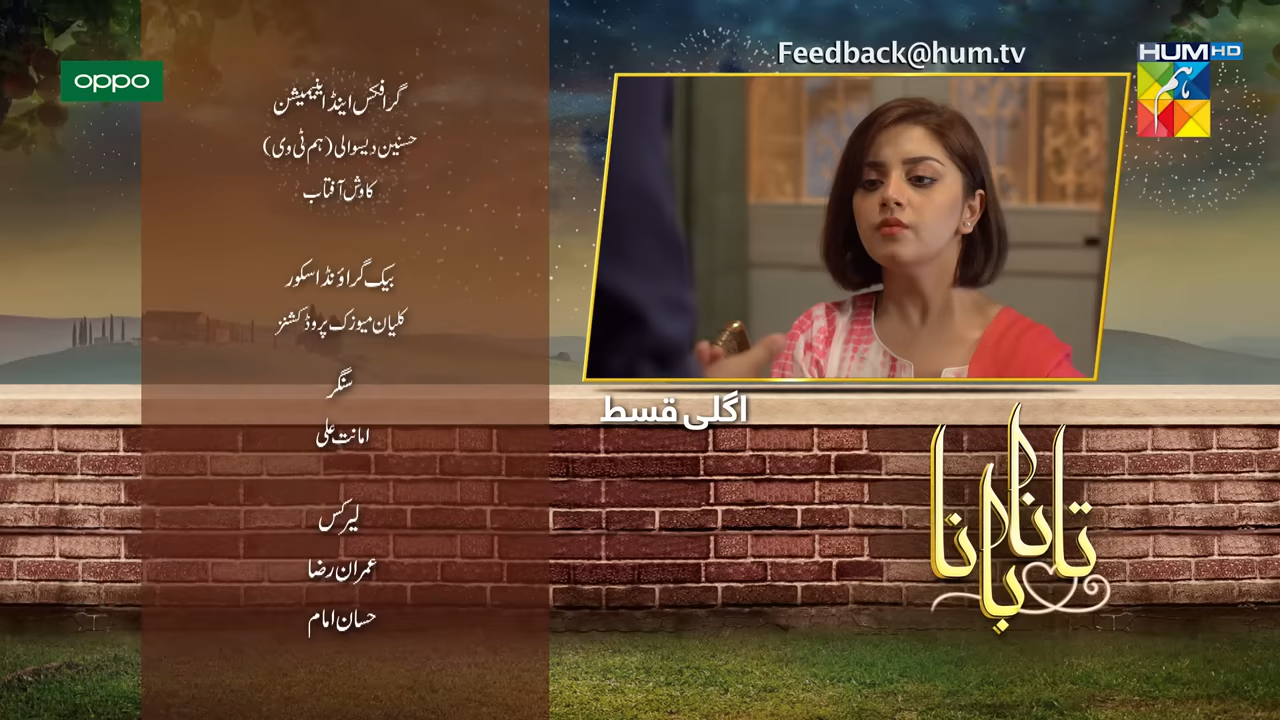 oppo
Feedback@hum.tv
HUM HD
ہم
گرافکس اینڈ اینیمیشن
حسنین دیسوالی (ہم ٹی وی)
کاوش آفتاب
بیک گراؤنڈ اسکور
کلیان میوزک پروڈکشنز
سنگر
امانت علی
لیرکس
عمران رضا
حسان امام
اگلی قسط
تانا بانا